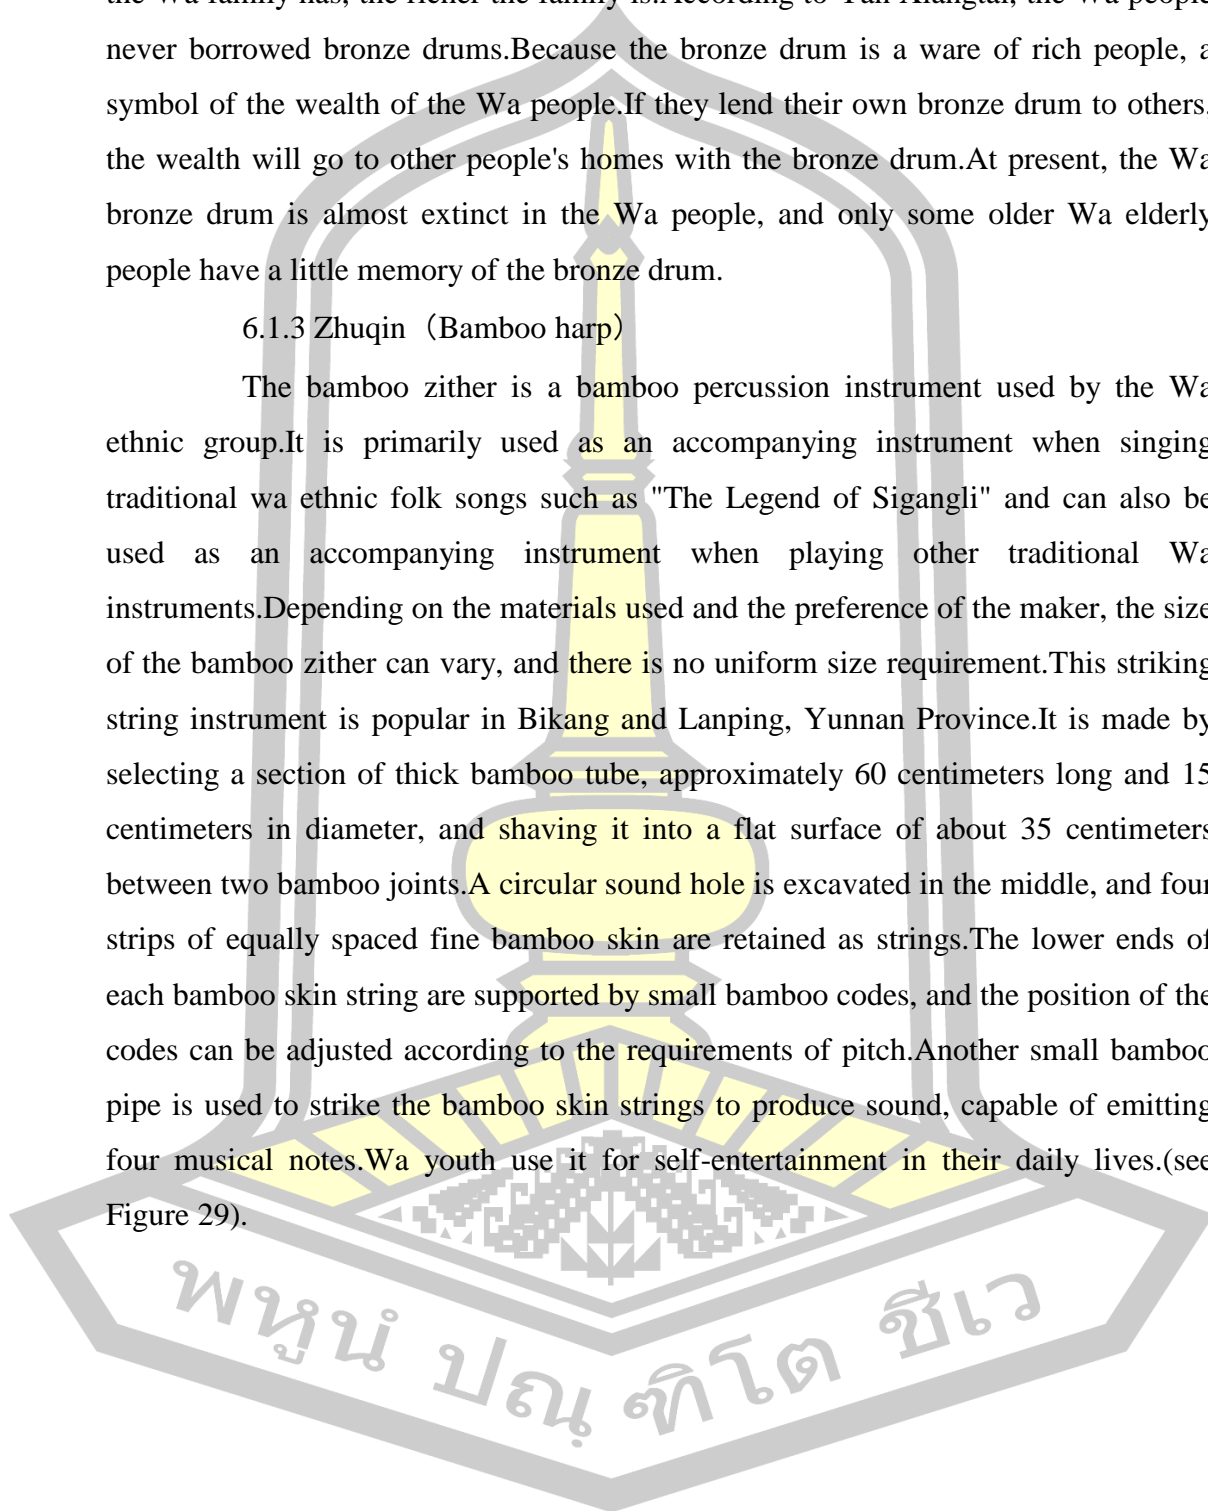 the Wa family has, the richer the family is.According to Yan Xiangtai, the Wa people
never borrowed bronze drums.Because the bronze drum is a ware of rich people, a
symbol of the wealth of the Wa people.If they lend their own bronze drum to others,
the wealth will go to other people's homes with the bronze drum.At present, the Wa
bronze drum is almost extinct in the Wa people, and only some older Wa elderly
people have a little memory of the bronze drum.
6.1.3 Zhuqin（Bamboo harp）
The bamboo zither is a bamboo percussion instrument used by the Wa
ethnic group.It is primarily used as an accompanying instrument when singing
traditional wa ethnic folk songs such as "The Legend of Sigangli" and can also be
used as an accompanying instrument when playing other traditional Wa
instruments.Depending on the materials used and the preference of the maker, the size
of the bamboo zither can vary, and there is no uniform size requirement.This striking
string instrument is popular in Bikang and Lanping, Yunnan Province.It is made by
selecting a section of thick bamboo tube, approximately 60 centimeters long and 15
centimeters in diameter, and shaving it into a flat surface of about 35 centimeters
between two bamboo joints.A circular sound hole is excavated in the middle, and four
strips of equally spaced fine bamboo skin are retained as strings.The lower ends of
each bamboo skin string are supported by small bamboo codes, and the position of the
codes can be adjusted according to the requirements of pitch.Another small bamboo
pipe is used to strike the bamboo skin strings to produce sound, capable of emitting
four musical notes.Wa youth use it for self-entertainment in their daily lives.(see
Figure 29).
พหูนํ ปณฺฑิโต ชีเว